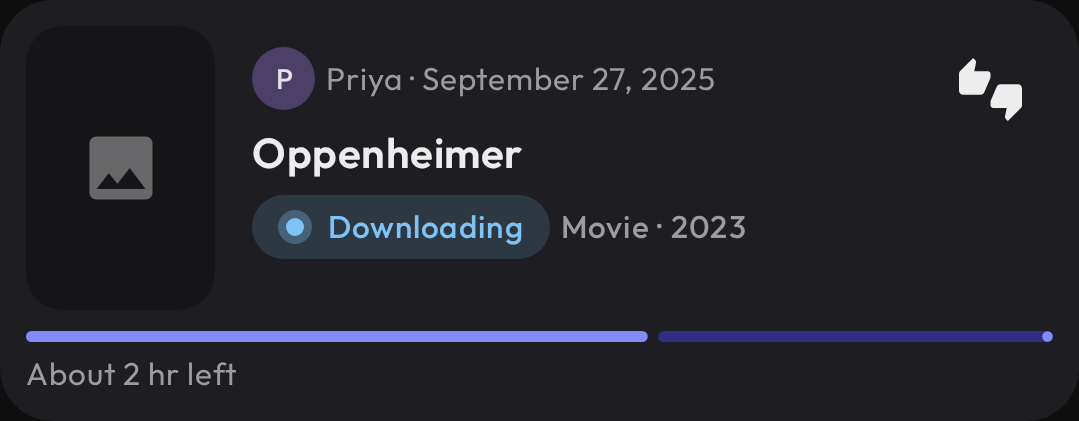 P Priya · September 27, 2025
Oppenheimer
Downloading Movie · 2023
About 2 hr left